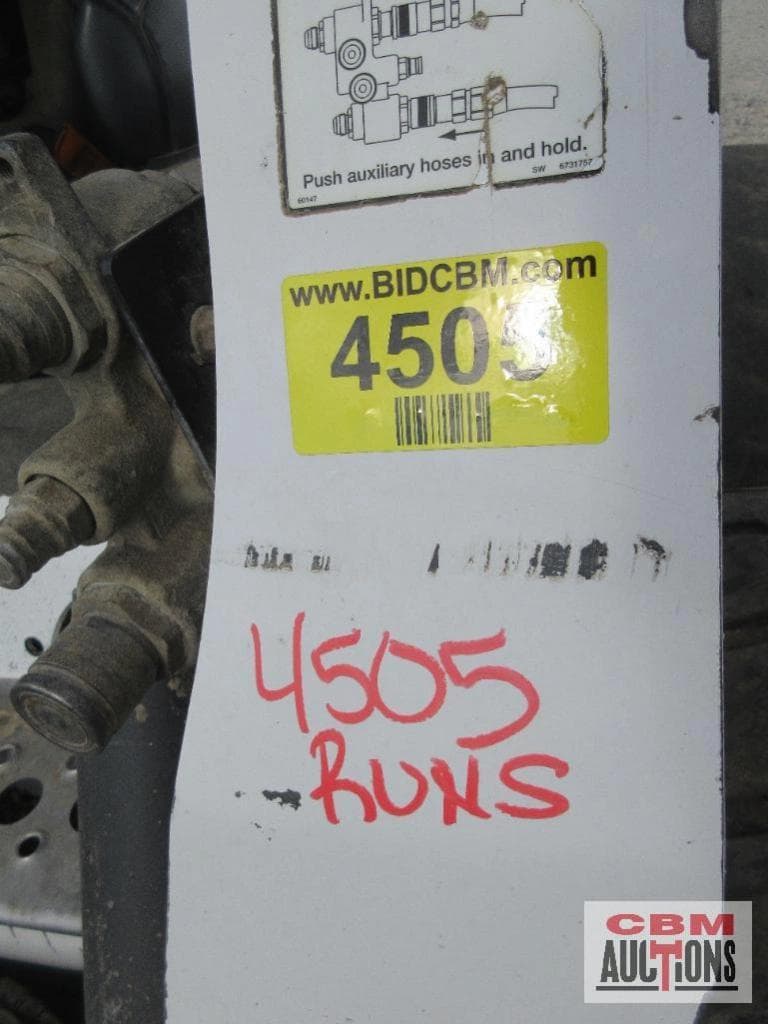 Push auxiliary hoses in and hold.
60147
SW 6731757
www.BIDCBM.com
4505
4505
RUNS
CBM
AUCTIONS